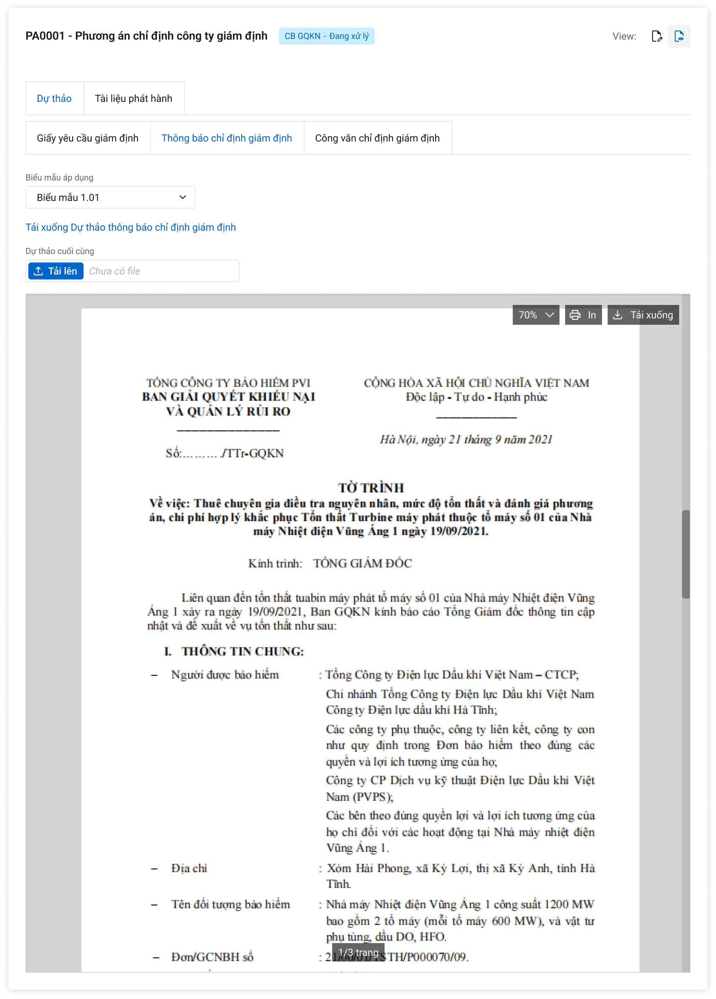 PA0001 - Phương án chỉ định công ty giám định
CB GQKN - Đang xử lý
View:
Dự thảo
Tài liệu phát hành
Giấy yêu cầu giám định
Thông báo chỉ định giám định
Công văn chỉ định giám định
Biểu mẫu áp dụng
Biểu mẫu 1.01
Tải xuống Dự thảo thông báo chỉ định giám định
Dự thảo cuối cùng
Tải lên
Chưa có file
70%
In
Tải xuống
TỔNG CÔNG TY BẢO HIỂM PVI
BAN GIẢI QUYẾT KHIẾU NẠI
VÀ QUẢN LÝ RỦI RO
Số:………./TTr-GQKN
CỘNG HÒA XÃ HỘI CHỦ NGHĨA VIỆT NAM
Độc lập - Tự do - Hạnh phúc
Hà Nội, ngày 21 tháng 9 năm 2021
TỜ TRÌNH
Về việc: Thuê chuyên gia điều tra nguyên nhân, mức độ tổn thất và đánh giá phương
án, chi phí hợp lý khắc phục Tổn thất Turbine máy phát thuộc tổ máy số 01 của Nhà
máy Nhiệt điện Vũng Áng 1 ngày 19/09/2021.
Kính trình: TỔNG GIÁM ĐỐC
Liên quan đến tổn thất tuabin máy phát tổ máy số 01 của Nhà máy Nhiệt điện Vũng
Áng 1 xảy ra ngày 19/09/2021, Ban GQKN kính báo cáo Tổng Giám đốc thông tin cập
nhật và đề xuất về vụ tổn thất như sau:
I. THÔNG TIN CHUNG:
– Người được bảo hiểm : Tổng Công ty Điện lực Dầu khí Việt Nam – CTCP;
Chi nhánh Tổng Công ty Điện lực Dầu khí Việt Nam
Công ty Điện lực dầu khí Hà Tĩnh;
Các công ty phụ thuộc, công ty liên kết, công ty con
như quy định trong Đơn bảo hiểm theo đúng các
quyền và lợi ích tương ứng của họ;
Công ty CP Dịch vụ kỹ thuật Điện lực Dầu khí Việt
Nam (PVPS);
Các bên theo đúng quyền lợi và lợi ích tương ứng của
họ chỉ đối với các hoạt động tại Nhà máy nhiệt điện
Vũng Áng 1.
– Địa chỉ : Xóm Hải Phong, xã Kỳ Lợi, thị xã Kỳ Anh, tỉnh Hà
Tĩnh.
– Tên đối tượng bảo hiểm : Nhà máy Nhiệt điện Vũng Áng 1 công suất 1200 MW
bao gồm 2 tổ máy (mỗi tổ máy 600 MW), và vật tư
phụ tùng, dầu DO, HFO.
– Đơn/GCNBH số : 21/00/01/TSTH/P000070/09.
1/3 trang